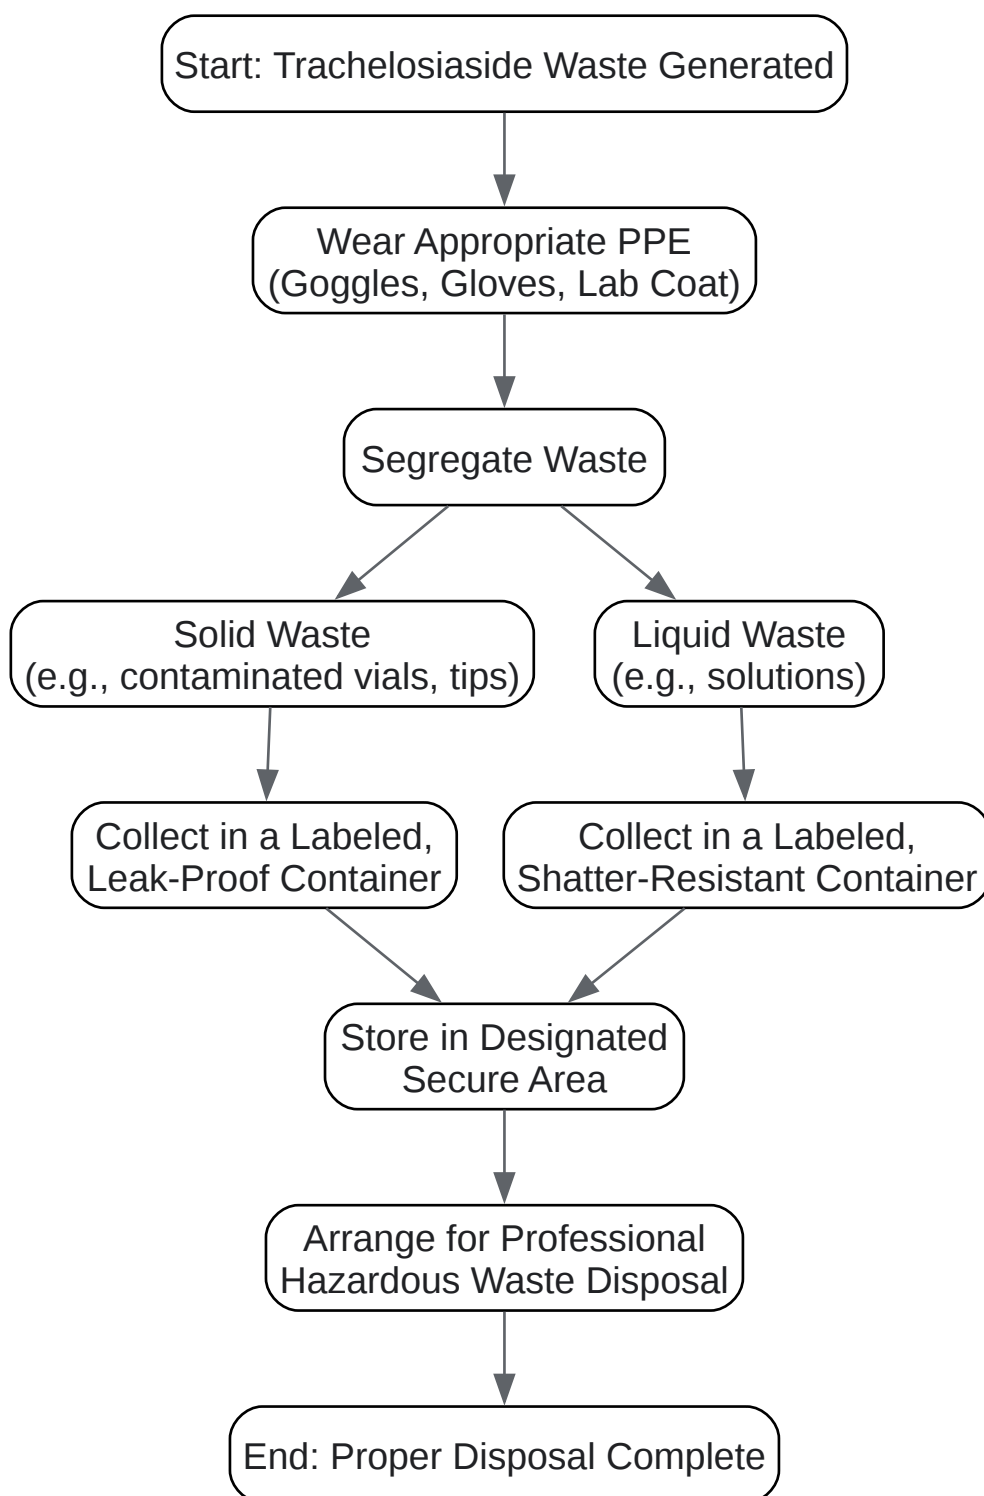 Start: Trachelosiaside Waste Generated
Wear Appropriate PPE
(Goggles, Gloves, Lab Coat)
Segregate Waste
Solid Waste
(e.g., contaminated vials, tips)
Liquid Waste
(e.g., solutions)
Collect in a Labeled,
Leak-Proof Container
Collect in a Labeled,
Shatter-Resistant Container
Store in Designated
Secure Area
Arrange for Professional
Hazardous Waste Disposal
End: Proper Disposal Complete